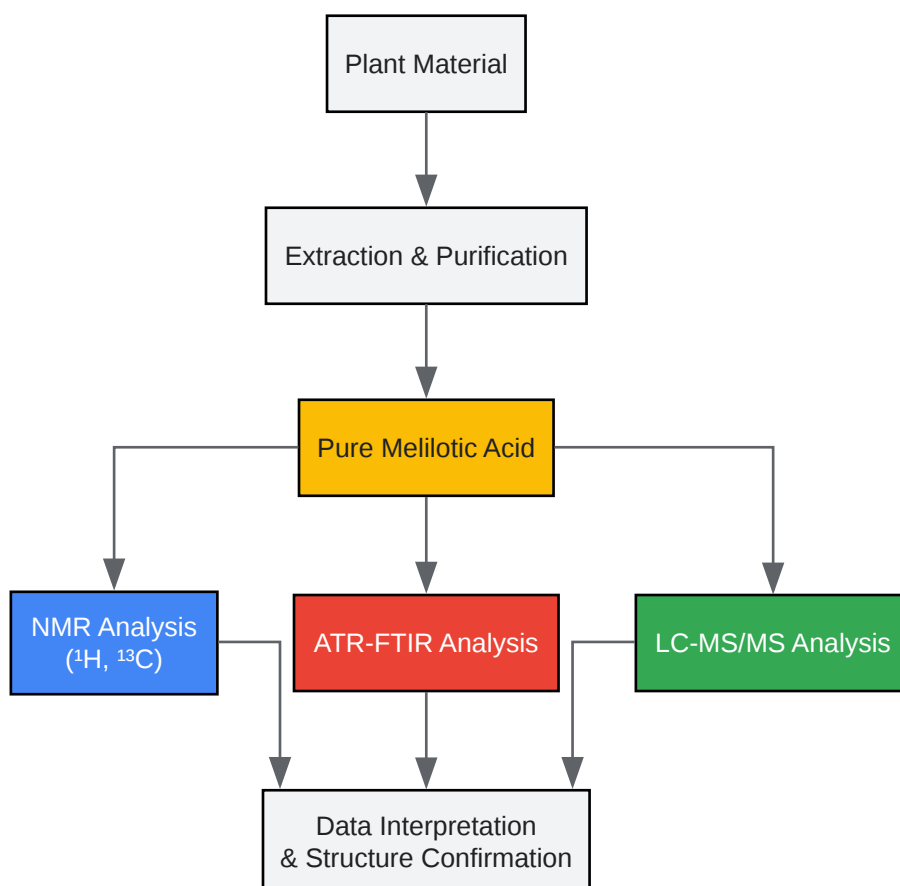 Plant Material
Extraction & Purification
Pure Melilotic Acid
NMR Analysis
(¹H, ¹³C)
ATR-FTIR Analysis
LC-MS/MS Analysis
Data Interpretation
& Structure Confirmation